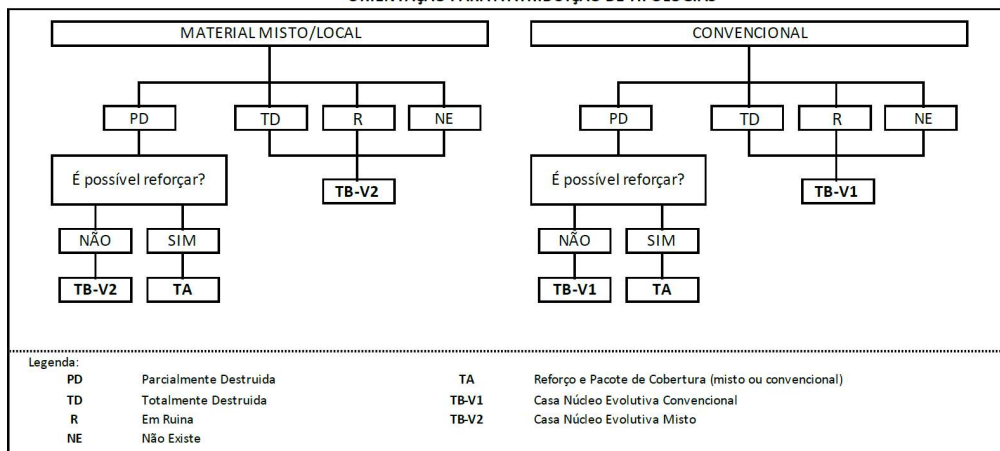 MATERIAL MISTO/LOCAL
PD TD R NE
É possível reforçar?
TB-V2
NÃO SIM
TB-V2 TA
CONVENCIONAL
PD TD R NE
É possível reforçar?
TB-V1
NÃO SIM
TB-V1 TA
Legenda:
PD Parcialmente Destruida
TD Totalmente Destruida
R Em Ruina
NE Não Existe
TA Reforço e Pacote de Cobertura (misto ou convencional)
TB-V1 Casa Núcleo Evolutiva Convencional
TB-V2 Casa Núcleo Evolutiva Misto